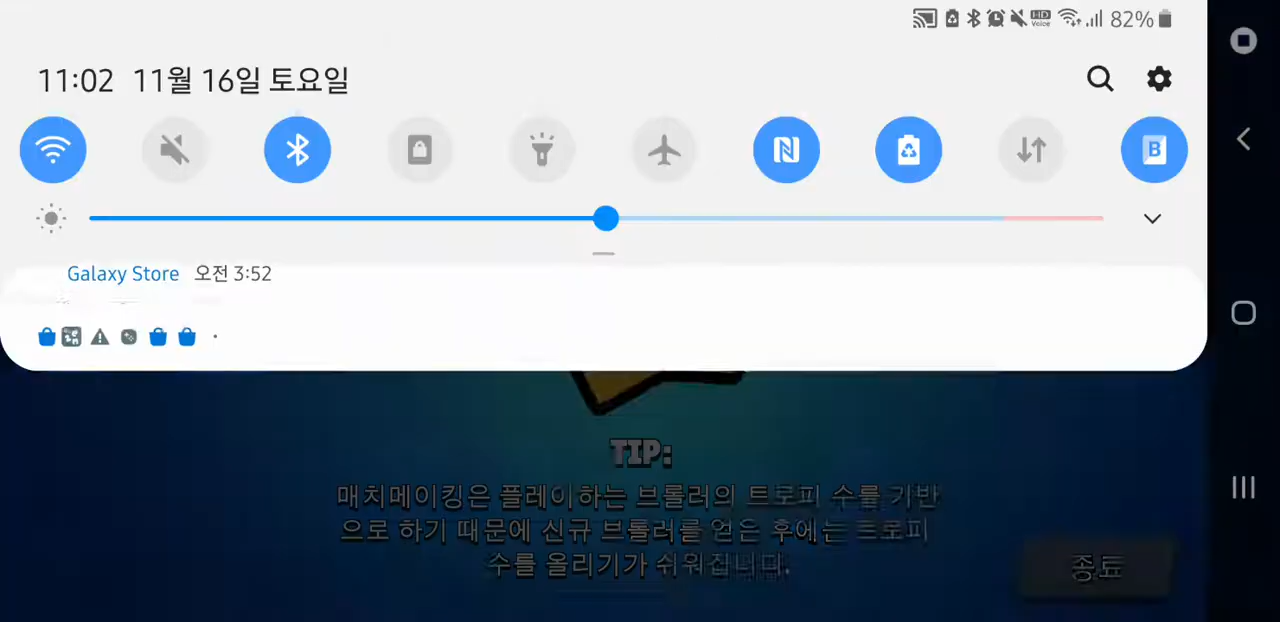 HD Voice 82%
11:02 11월 16일 토요일
B
Galaxy Store 오전 3:52
TIP:
매치메이킹은 플레이하는 브롤러의 트로피 수를 기반
으로 하기 때문에 신규 브롤러를 얻은 후에는 트로피
수를 올리기가 쉬워집니다.
종료